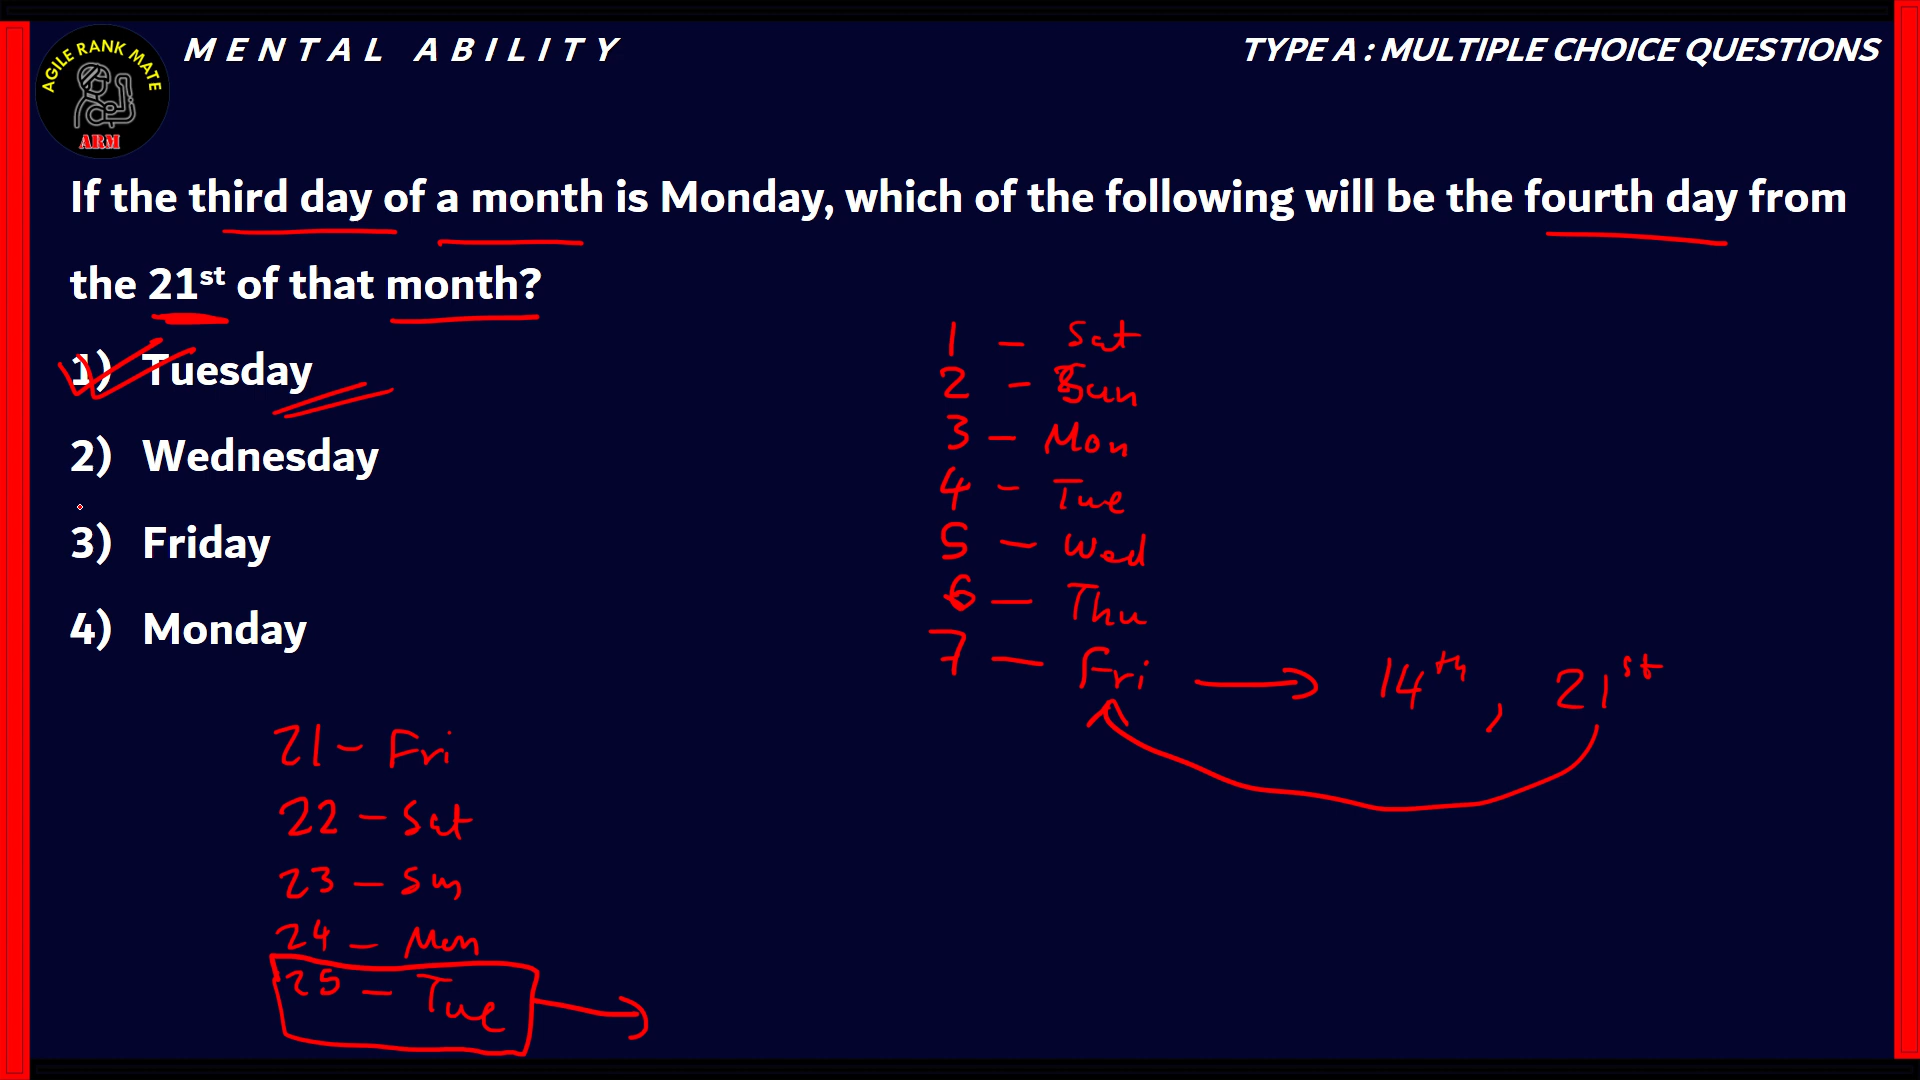 AGILE RANK MATE
ARM
MENTAL ABILITY
TYPE A : MULTIPLE CHOICE QUESTIONS
If the third day of a month is Monday, which of the following will be the fourth day from
the 21st of that month?
1) Tuesday
2) Wednesday
3) Friday
4) Monday
1 – Sat
2 – Sun
3 – Mon
4 – Tue
5 – Wed
6 – Thu
7 – Fri → 14th, 21st
21 – Fri
22 – Sat
23 – Sun
24 – Mon
25 – Tue →